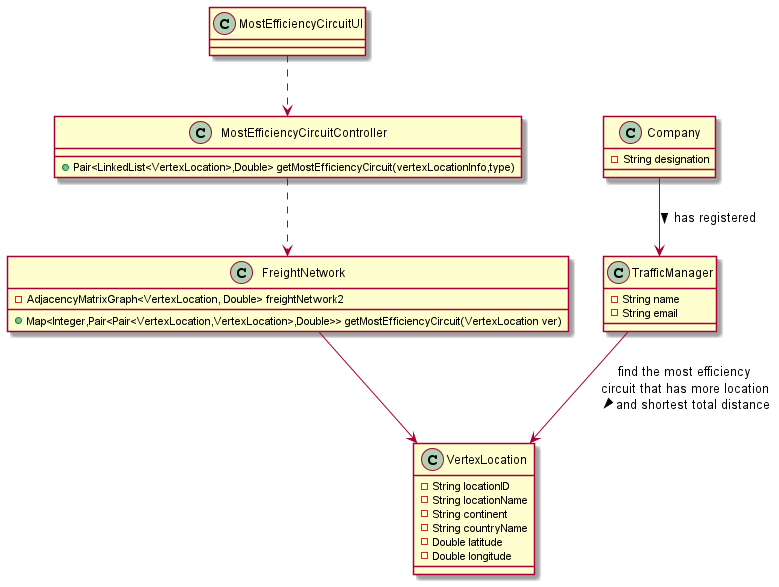 C MostEfficiencyCircuitUI
C MostEfficiencyCircuitController
Pair<LinkedList<VertexLocation>,Double> getMostEfficiencyCircuit(vertexLocationInfo,type)
C Company
String designation
has registered
C FreightNetwork
AdjacencyMatrixGraph<VertexLocation, Double> freightNetwork2
Map<Integer,Pair<Pair<VertexLocation,VertexLocation>,Double>> getMostEfficiencyCircuit(VertexLocation ver)
C TrafficManager
String name
String email
find the most efficiency
circuit that has more location
and shortest total distance
C VertexLocation
String locationID
String locationName
String continent
String countryName
Double latitude
Double longitude